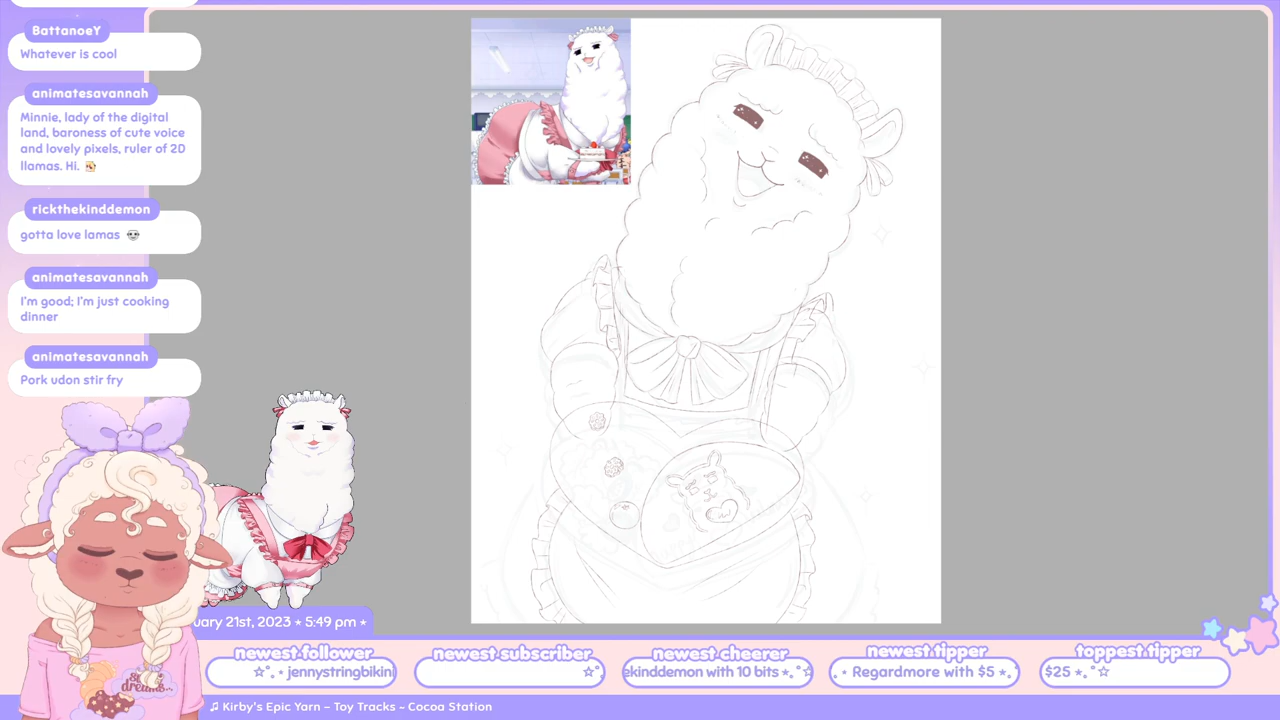 BattanoeY
Whatever is cool
animatesavannah
Minnie, lady of the digital
land, baroness of cute voice
and lovely pixels, ruler of 2D
llamas. Hi.
rickthekinddemon
gotta love lamas
animatesavannah
I'm good; I'm just cooking
dinner
animatesavannah
Pork udon stir fry
uary 21st, 2023 ⋆ 5:49 pm ⋆
newest follower
☆˚｡⋆ jennystringbikini
newest subscriber
☆˚
newest cheerer
ekinddemon with 10 bits ⋆｡˚☆
newest tipper
⋆ Regardmore with $5 ⋆｡
toppest tipper
$25 ⋆｡˚☆
♫ Kirby's Epic Yarn - Toy Tracks - Cocoa Station